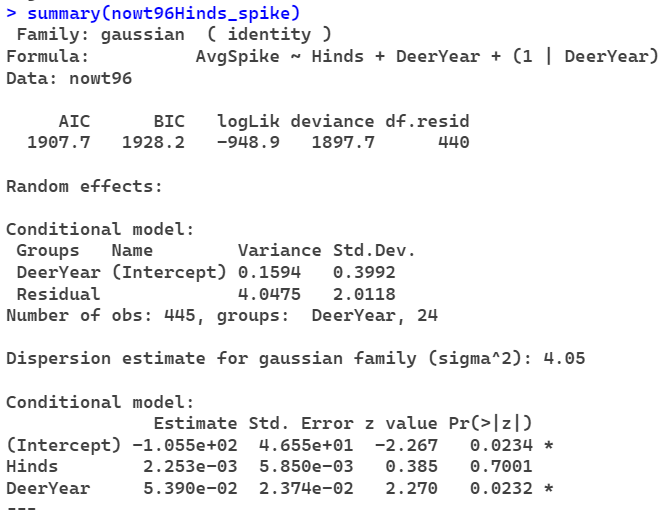 > summary(nowt96Hinds_spike)
 Family: gaussian  ( identity )
Formula:          AvgSpike ~ Hinds + DeerYear + (1 | DeerYear)
Data: nowt96

     AIC      BIC   logLik deviance df.resid
  1907.7   1928.2   -948.9   1897.7      440

Random effects:

Conditional model:
 Groups   Name        Variance Std.Dev.
 DeerYear (Intercept) 0.1594   0.3992
 Residual             4.0475   2.0118
Number of obs: 445, groups:  DeerYear, 24

Dispersion estimate for gaussian family (sigma^2): 4.05

Conditional model:
              Estimate Std. Error z value Pr(>|z|)
(Intercept) -1.055e+02  4.655e+01  -2.267   0.0234 *
Hinds        2.253e-03  5.850e-03   0.385   0.7001
DeerYear     5.390e-02  2.374e-02   2.270   0.0232 *
---